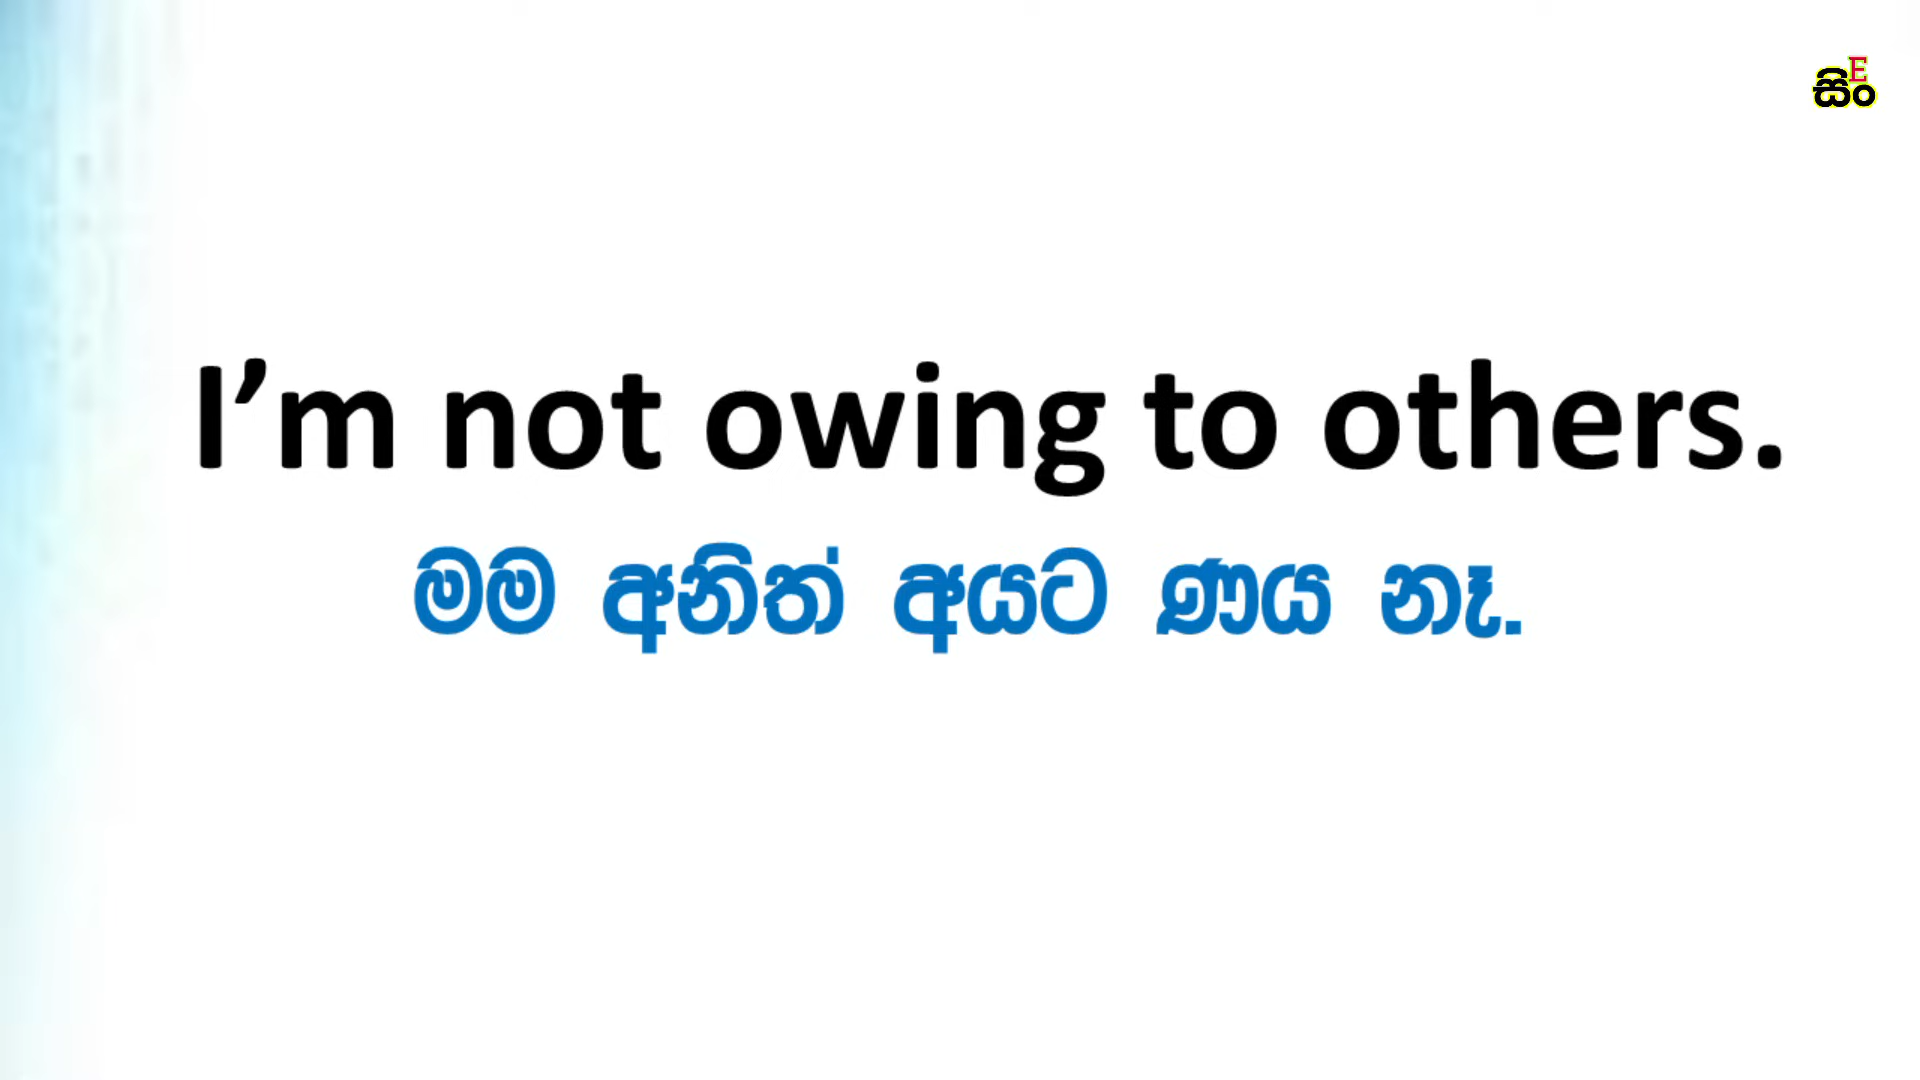 සිංE
I’m not owing to others.
මම අනිත් අයට ණය නෑ.